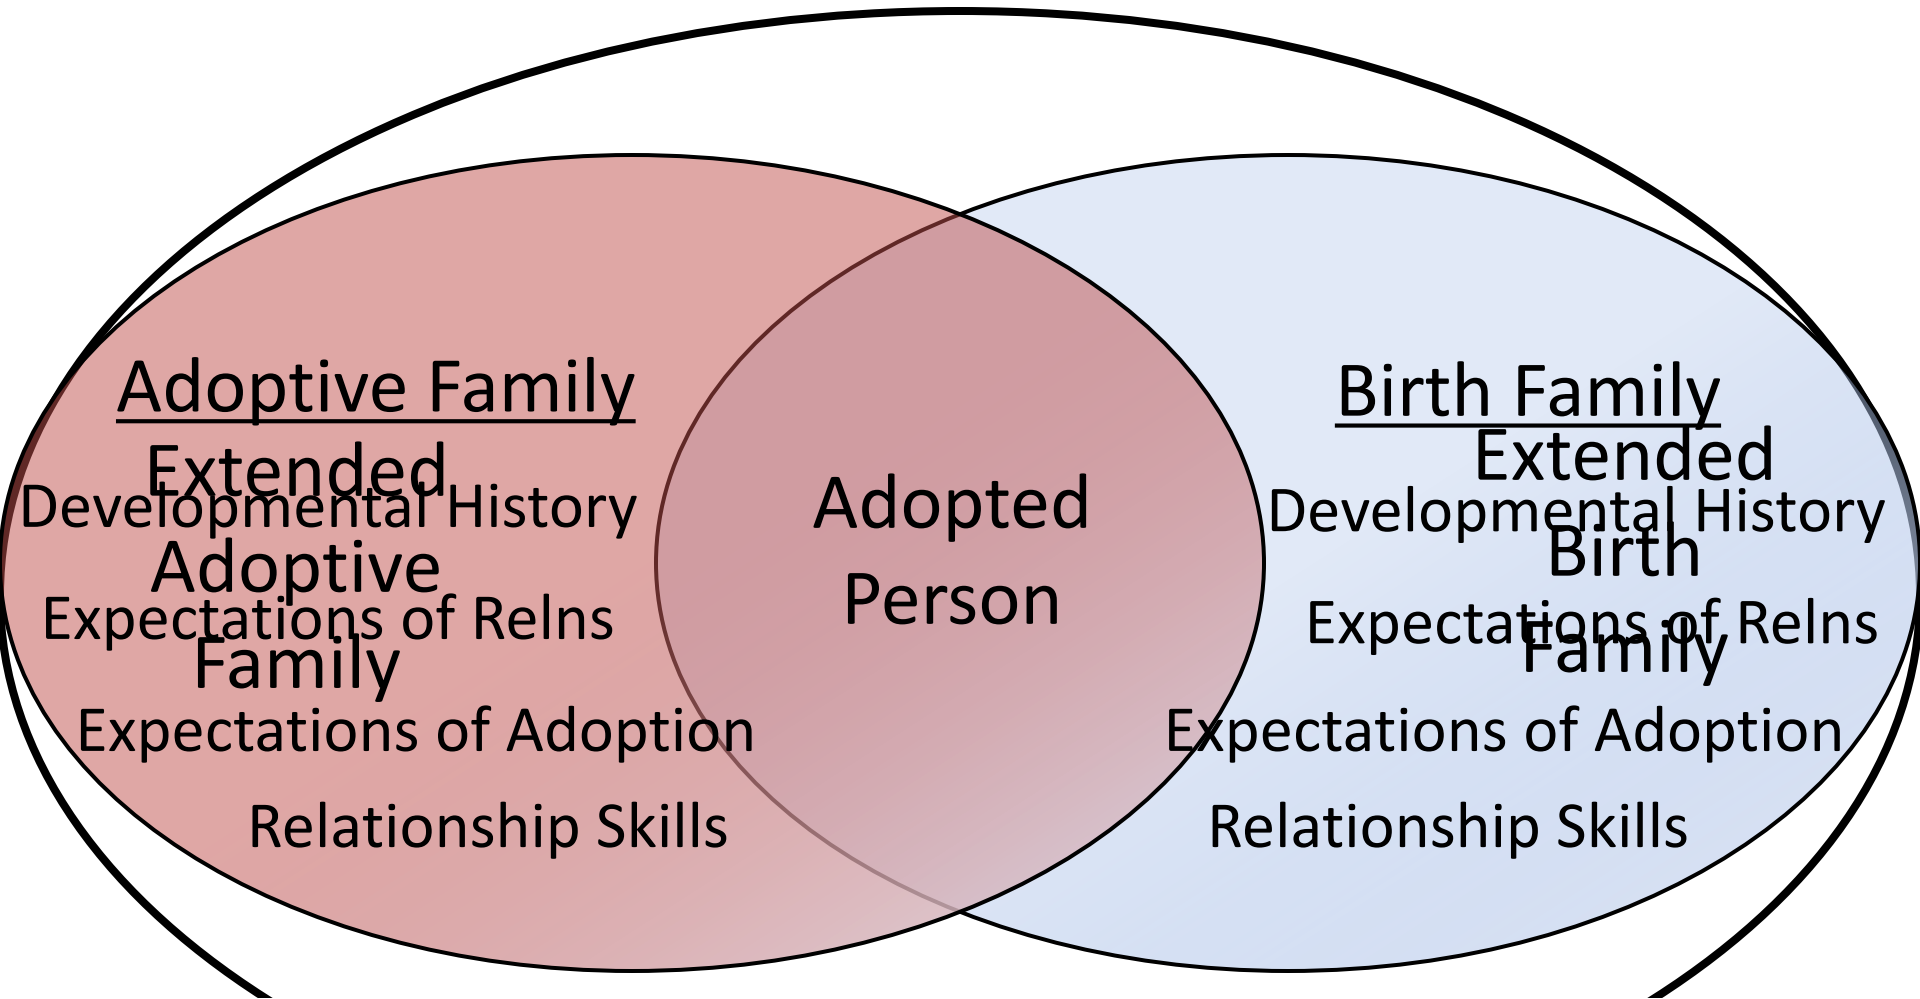 Adoptive Family
Extended
Developmental History
Adoptive
Expectations of Relns
Family
Expectations of Adoption
Relationship Skills
Adopted
Person
Birth Family
Extended
Developmental History
Birth
Expectations of Relns
Family
Expectations of Adoption
Relationship Skills